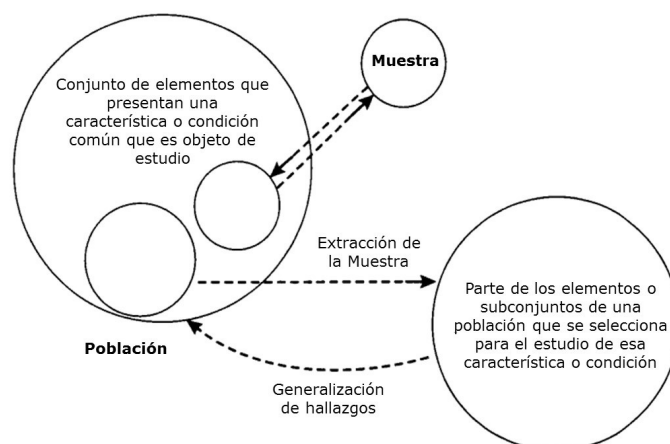 Muestra
Conjunto de elementos que
presentan una
característica o condición
común que es objeto de
estudio
Extracción de
la Muestra
Parte de los elementos o
subconjuntos de una
población que se selecciona
para el estudio de esa
característica o condición
Población
Generalización
de hallazgos